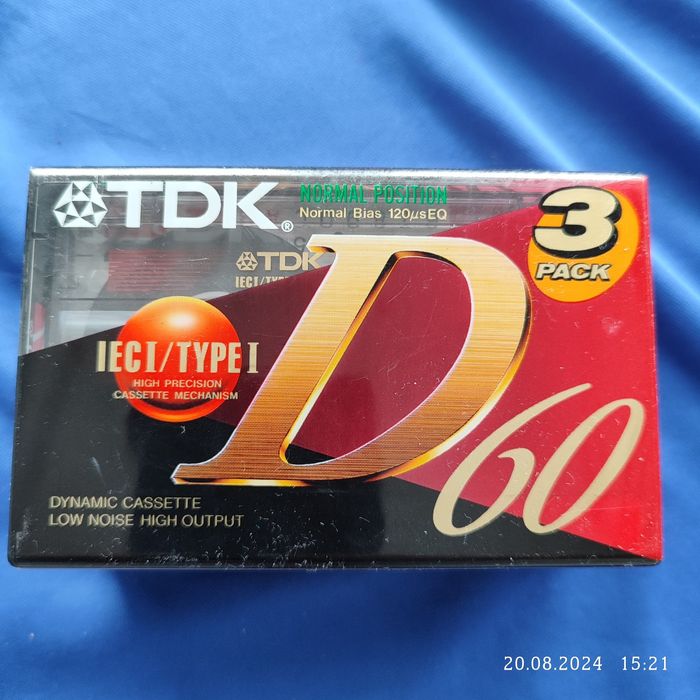 TDK®
NORMAL POSITION
Normal Bias 120µsEQ
3
PACK
TDK
IECI/TYPE
IECI/TYPE I
HIGH PRECISION
CASSETTE MECHANISM
D
60
DYNAMIC CASSETTE
LOW NOISE HIGH OUTPUT
20.08.2024 15:21